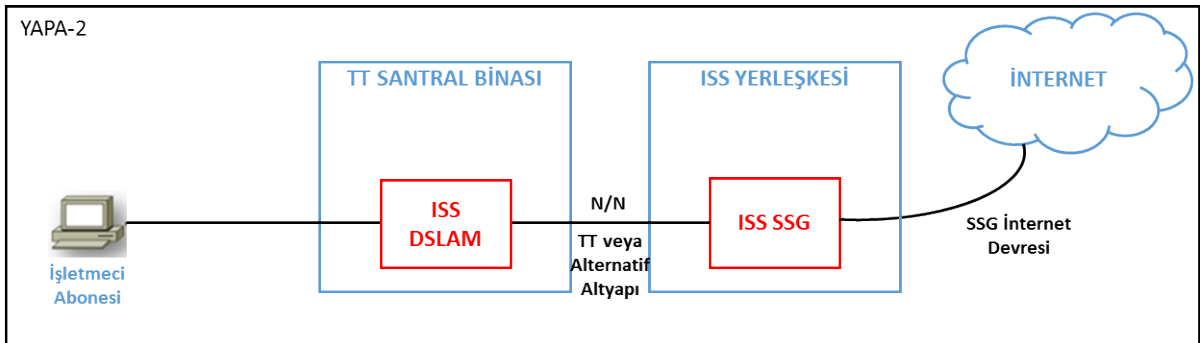 YAPA-2
TT SANTRAL BİNASI
ISS YERLEŞKESİ
İNTERNET
İşletmeci
Abonesi
ISS
DSLAM
N/N
TT veya
Alternatif
Altyapı
ISS SSG
SSG İnternet
Devresi